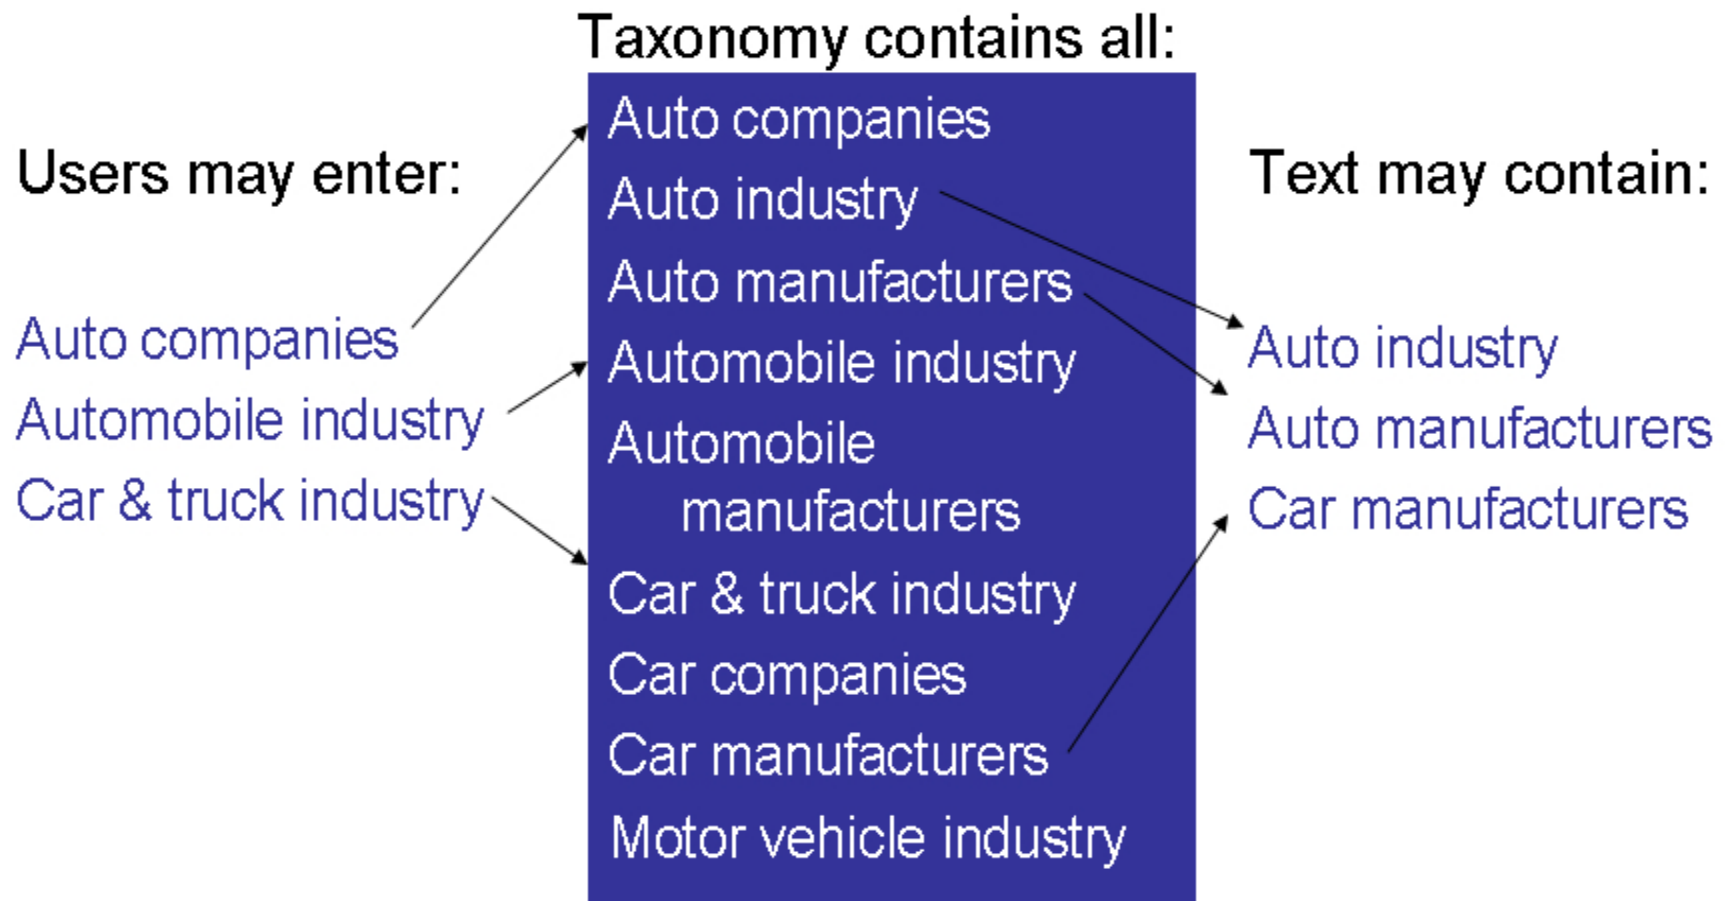 Taxonomy contains all:
Users may enter:
Auto companies
Automobile industry
Car & truck industry
Auto companies
Auto industry
Auto manufacturers
Automobile industry
Automobile
manufacturers
Car & truck industry
Car companies
Car manufacturers
Motor vehicle industry
Text may contain:
Auto industry
Auto manufacturers
Car manufacturers